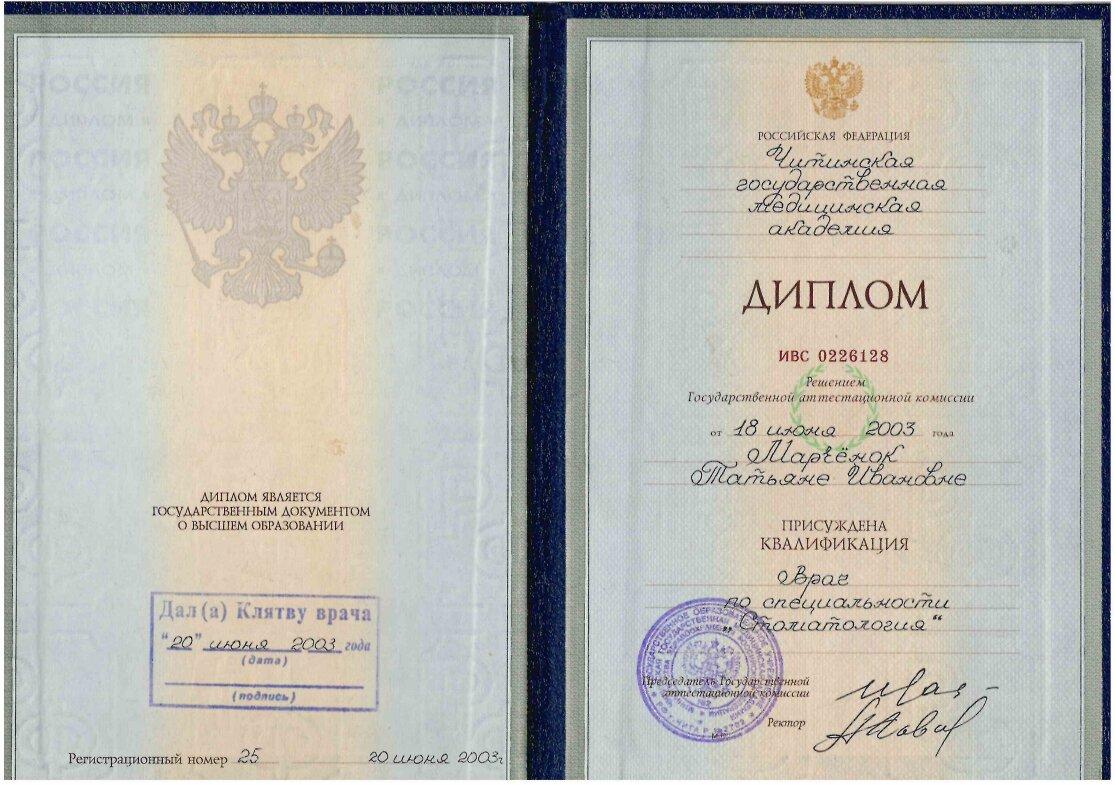 ДИПЛОМ ЯВЛЯЕТСЯ
ГОСУДАРСТВЕННЫМ ДОКУМЕНТОМ
О ВЫСШЕМ ОБРАЗОВАНИИ
Дал(а) Клятву врача
"20" июня 2003 года
(дата)
(подпись)
Регистрационный номер 25 20 июня 2003г
РОССИЙСКАЯ ФЕДЕРАЦИЯ
Читинская
государственная
медицинская
академия
ДИПЛОМ
ИВС 0226128
Решением
Государственной аттестационной комиссии
от 18 июня 2003 года
Марчёнок
Татьяне Ивановне
ПРИСУЖДЕНА
КВАЛИФИКАЦИЯ
Врач
по специальности
„Стоматология“
Председатель Государственной
аттестационной комиссии
Ректор